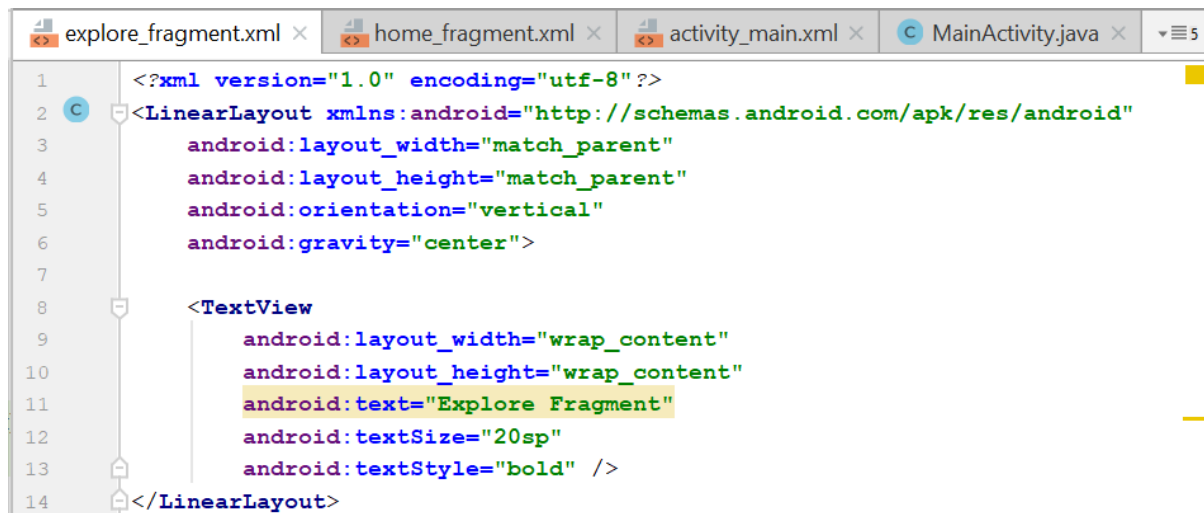 explore_fragment.xml × home_fragment.xml × activity_main.xml × C MainActivity.java × 5
1 <?xml version="1.0" encoding="utf-8"?>
2 C <LinearLayout xmlns:android="http://schemas.android.com/apk/res/android"
3 android:layout_width="match_parent"
4 android:layout_height="match_parent"
5 android:orientation="vertical"
6 android:gravity="center">
7
8 <TextView
9 android:layout_width="wrap_content"
10 android:layout_height="wrap_content"
11 android:text="Explore Fragment"
12 android:textSize="20sp"
13 android:textStyle="bold" />
14 </LinearLayout>